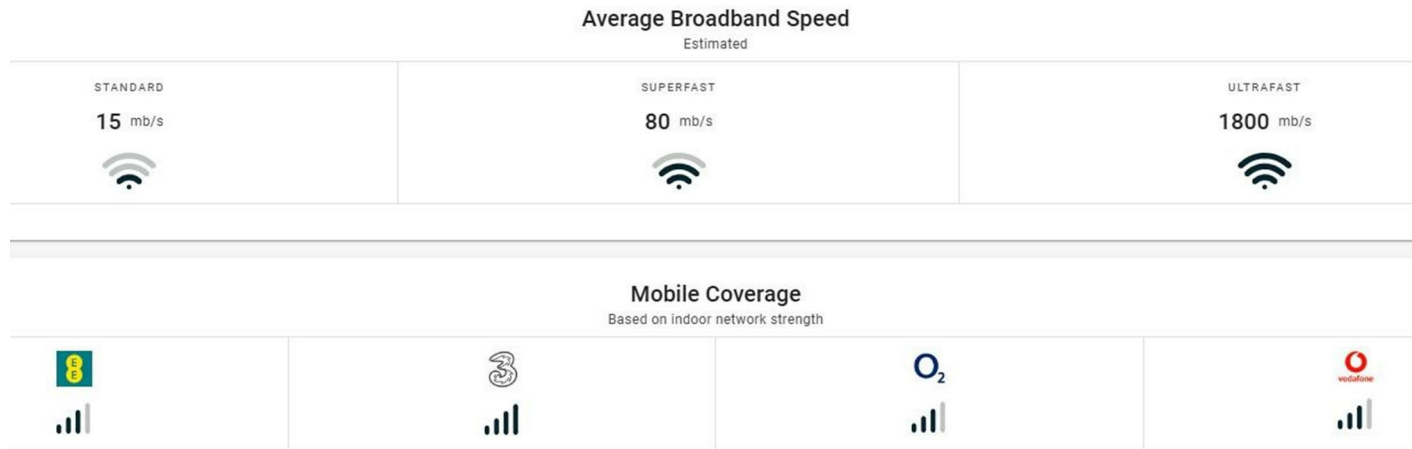 Average Broadband Speed
Estimated
STANDARD
SUPERFAST
ULTRAFAST
15 mb/s
80 mb/s
1800 mb/s
Mobile Coverage
Based on indoor network strength
EE
3
O2
vodafone